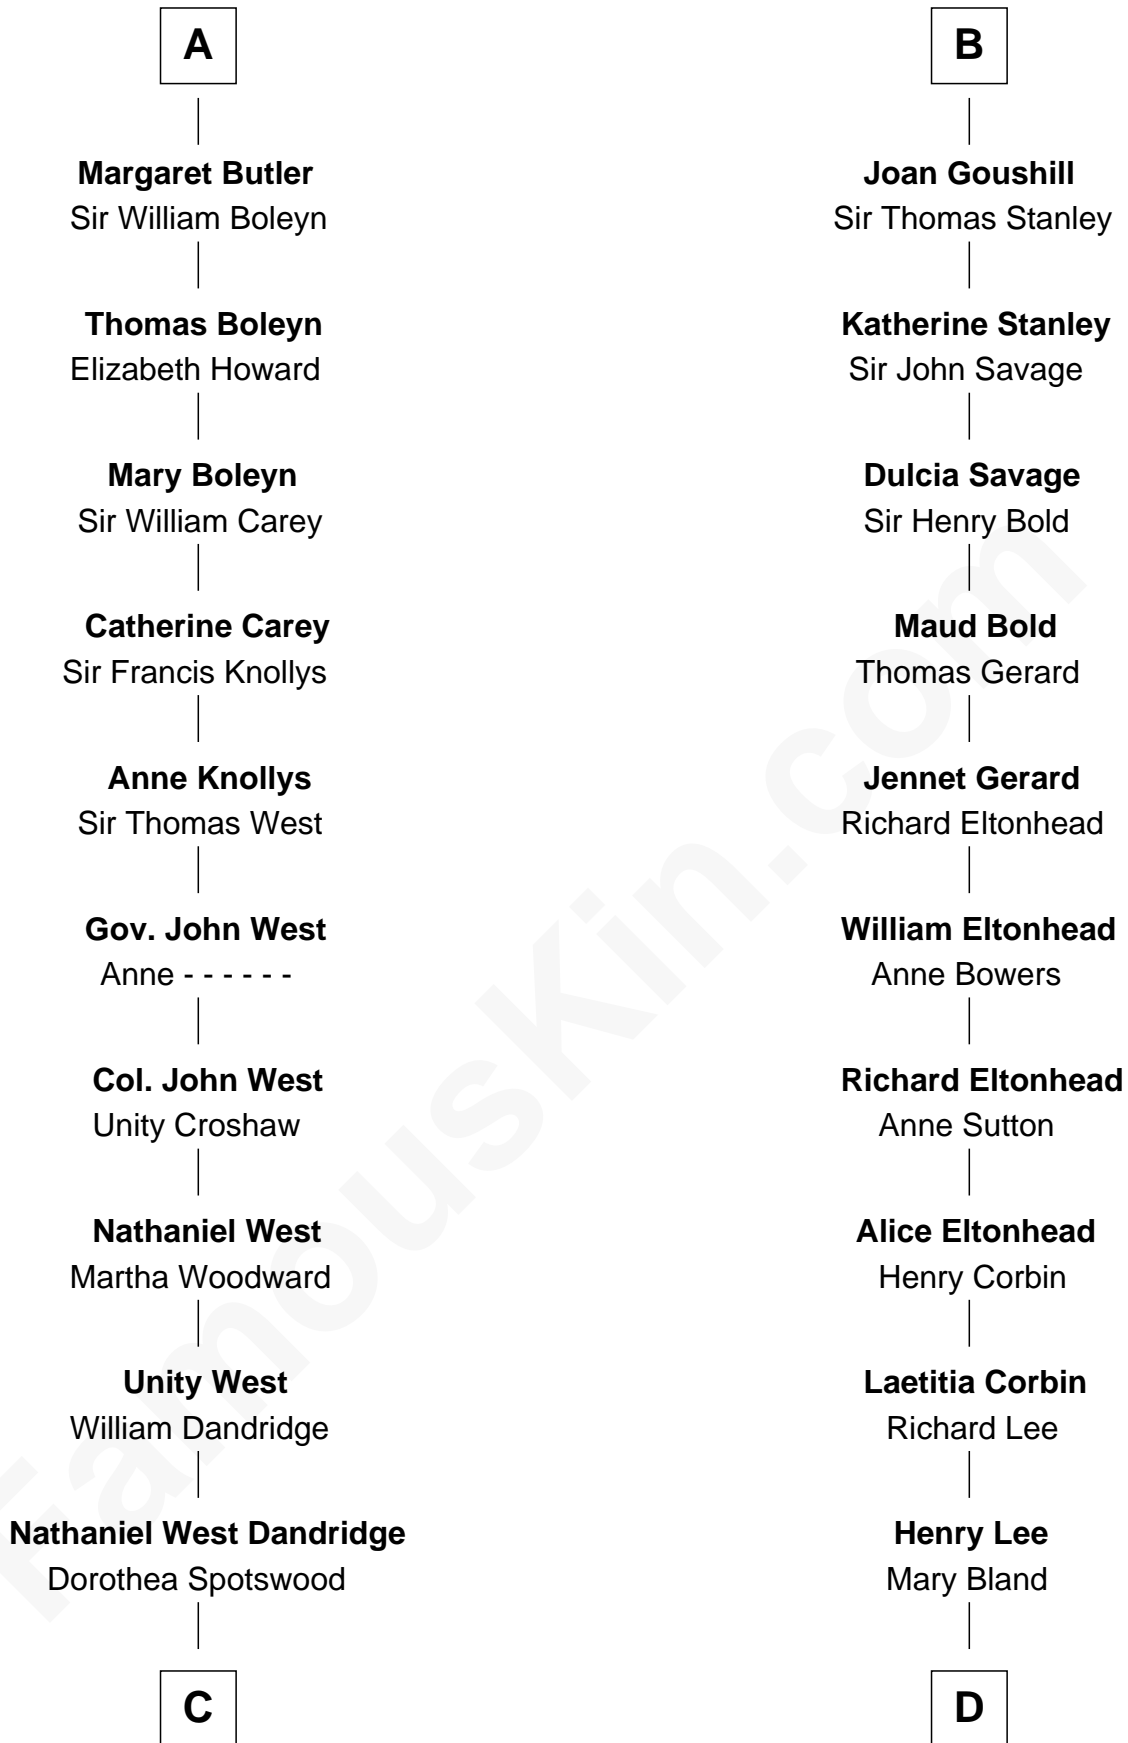 A
Margaret Butler
Sir William Boleyn
Thomas Boleyn
Elizabeth Howard
Mary Boleyn
Sir William Carey
Catherine Carey
Sir Francis Knollys
Anne Knollys
Sir Thomas West
Gov. John West
Anne - - - - - -
Col. John West
Unity Croshaw
Nathaniel West
Martha Woodward
Unity West
William Dandridge
Nathaniel West Dandridge
Dorothea Spotswood
C
B
Joan Goushill
Sir Thomas Stanley
Katherine Stanley
Sir John Savage
Dulcia Savage
Sir Henry Bold
Maud Bold
Thomas Gerard
Jennet Gerard
Richard Eltonhead
William Eltonhead
Anne Bowers
Richard Eltonhead
Anne Sutton
Alice Eltonhead
Henry Corbin
Laetitia Corbin
Richard Lee
Henry Lee
Mary Bland
D
FamousKin.com